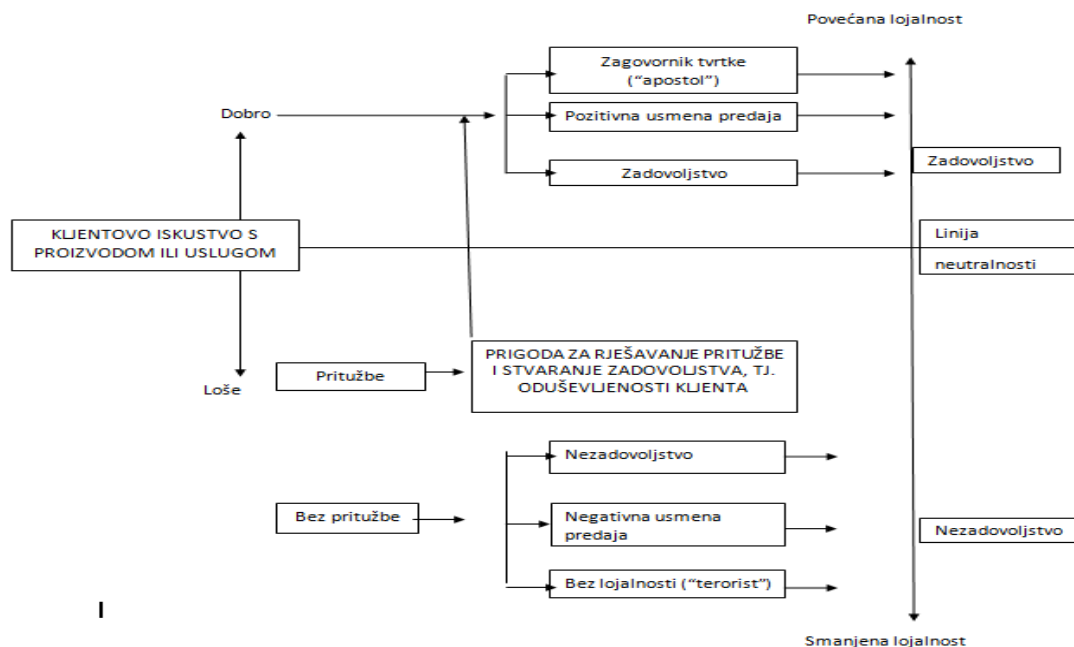 Povećana lojalnost
Zagovornik tvrtke
(“apostol”)
Dobro
Pozitivna usmena predaja
Zadovoljstvo
Zadovoljstvo
KLJENTOVO ISKUSTVO S
PROIZVODOM ILI USLUGOM
Linija
neutralnosti
PRIGODA ZA RJEŠAVANJE PRITUŽBE
I STVARANJE ZADOVOLJSTVA, TJ.
ODUŠEVLJENOSTI KLJENTA
Pritužbe
Loše
Nezadovoljstvo
Bez pritužbe
Negativna usmena
predaja
Nezadovoljstvo
Bez lojalnosti (“terorist”)
I
Smanjena lojalnost